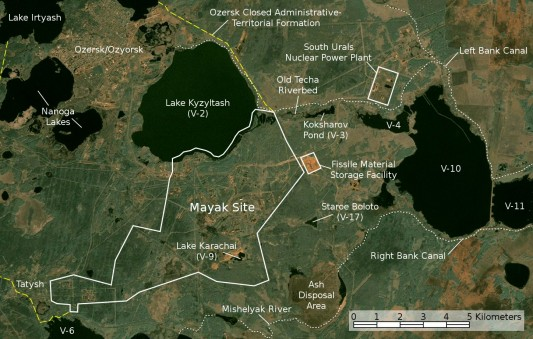 Lake Irtyash
Ozersk Closed Administrative-
Territorial Formation
Ozersk/Ozyorsk
South Urals
Nuclear Power Plant
Left Bank Canal
Old Techa
Riverbed
Lake Kyzyltash
(V-2)
Nanoga
Lakes
Koksharov
Pond (V-3)
V-4
Fissile Material
Storage Facility
V-10
V-11
Mayak Site
Staroe Boloto
(V-17)
Lake Karachai
(V-9)
Right Bank Canal
Tatysh
Ash
Disposal
Area
Mishelyak River
V-6
0 1 2 3 4 5 Kilometers